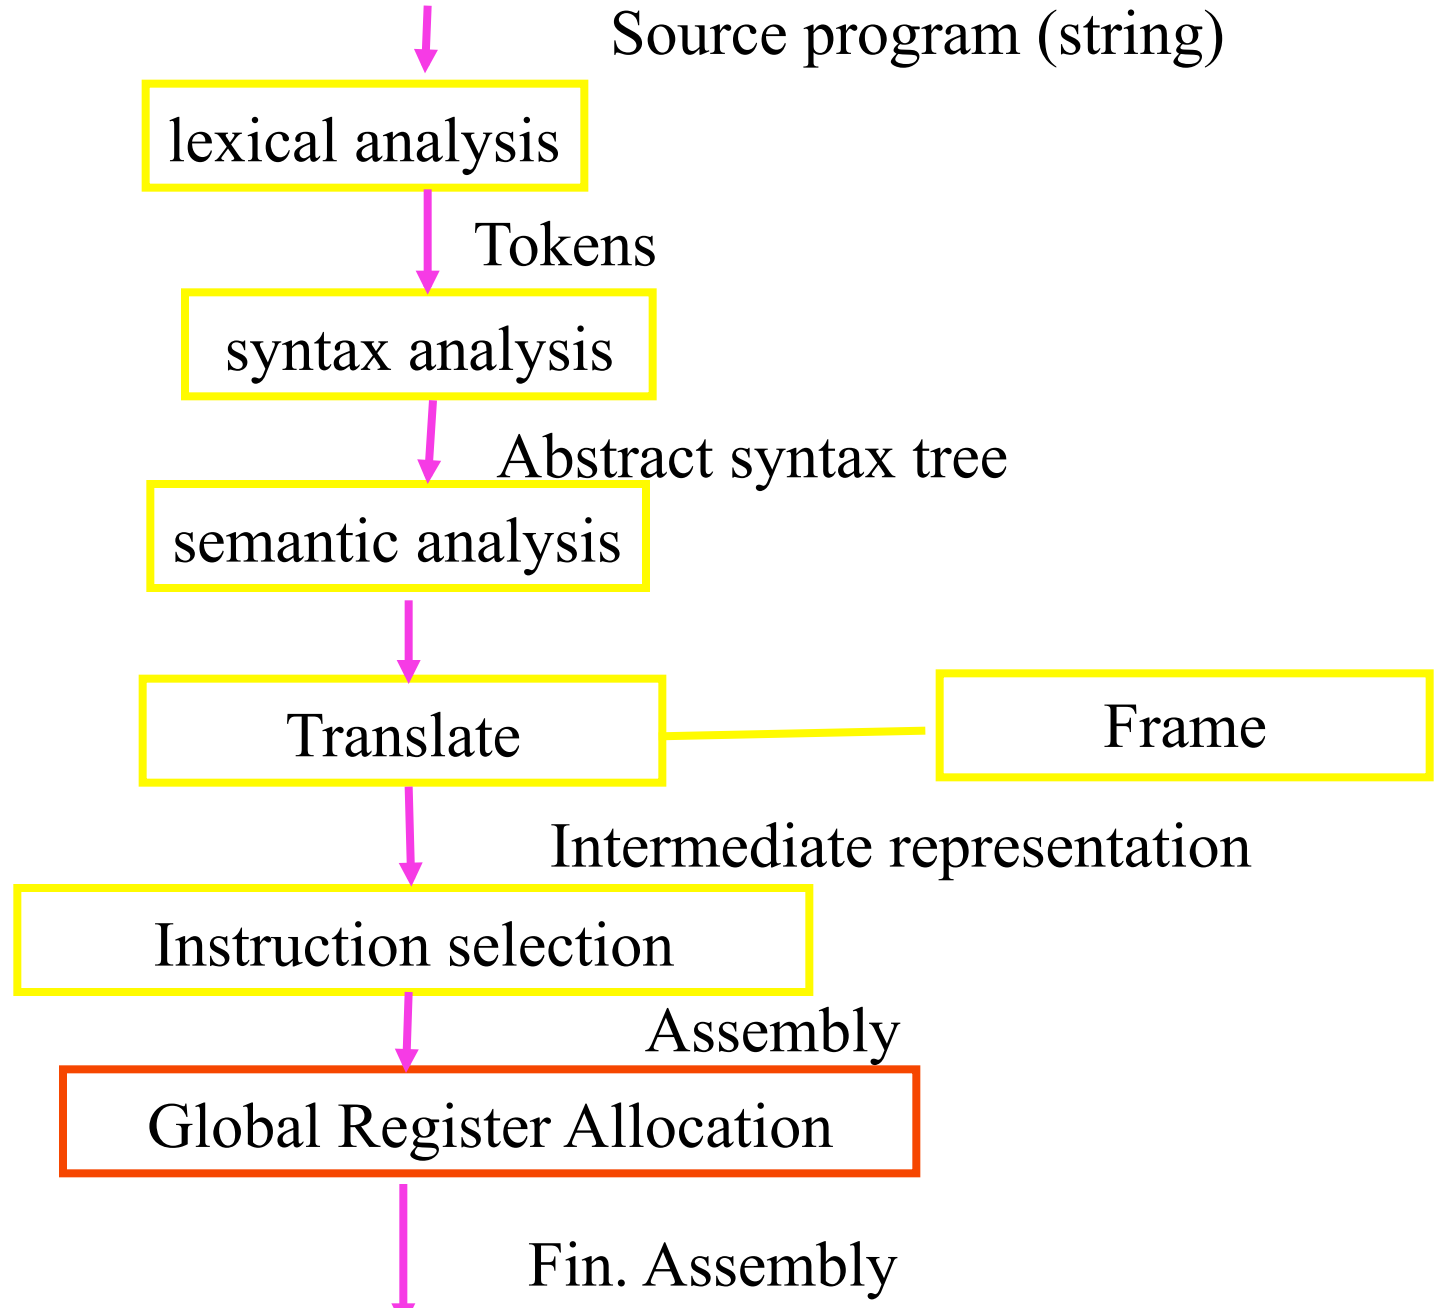 Source program (string)
lexical analysis
Tokens
syntax analysis
Abstract syntax tree
semantic analysis
Translate
Frame
Intermediate representation
Instruction selection
Assembly
Global Register Allocation
Fin. Assembly